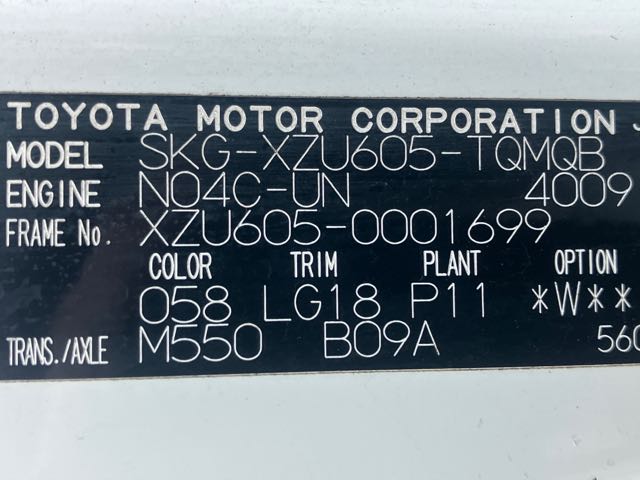 TOYOTA MOTOR CORPORATION J
MODEL SKG-XZU605-TQMQB
ENGINE N04C-UN 4009
FRAME No. XZU605-0001699
COLOR TRIM PLANT OPTION
058 LG18 P11 *W**
TRANS./AXLE M550 B09A 560